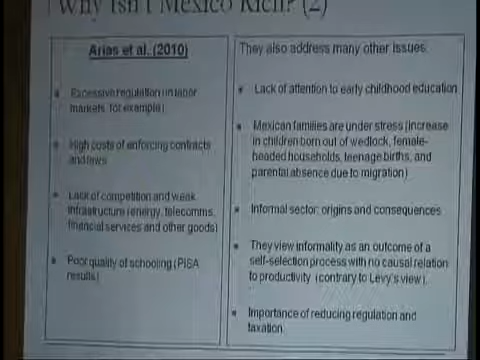 Why Isn't Mexico Rich? (2)
Arias et al. (2010)
Excessive regulation (in labor
markets, for example)
High costs of enforcing contracts
and laws
Lack of competition and weak
infrastructure (energy, telecomms,
financial services and other goods)
Poor quality of schooling (PISA
results)
They also address many other issues:
Lack of attention to early childhood education
Mexican families are under stress (increase
in children born out of wedlock, female-
headed households, teenage births, and
parental absence due to migration)
Informal sector: origins and consequences
They view informality as an outcome of a
self-selection process with no causal relation
to productivity (contrary to Levy's view).
Importance of reducing regulation and
taxation